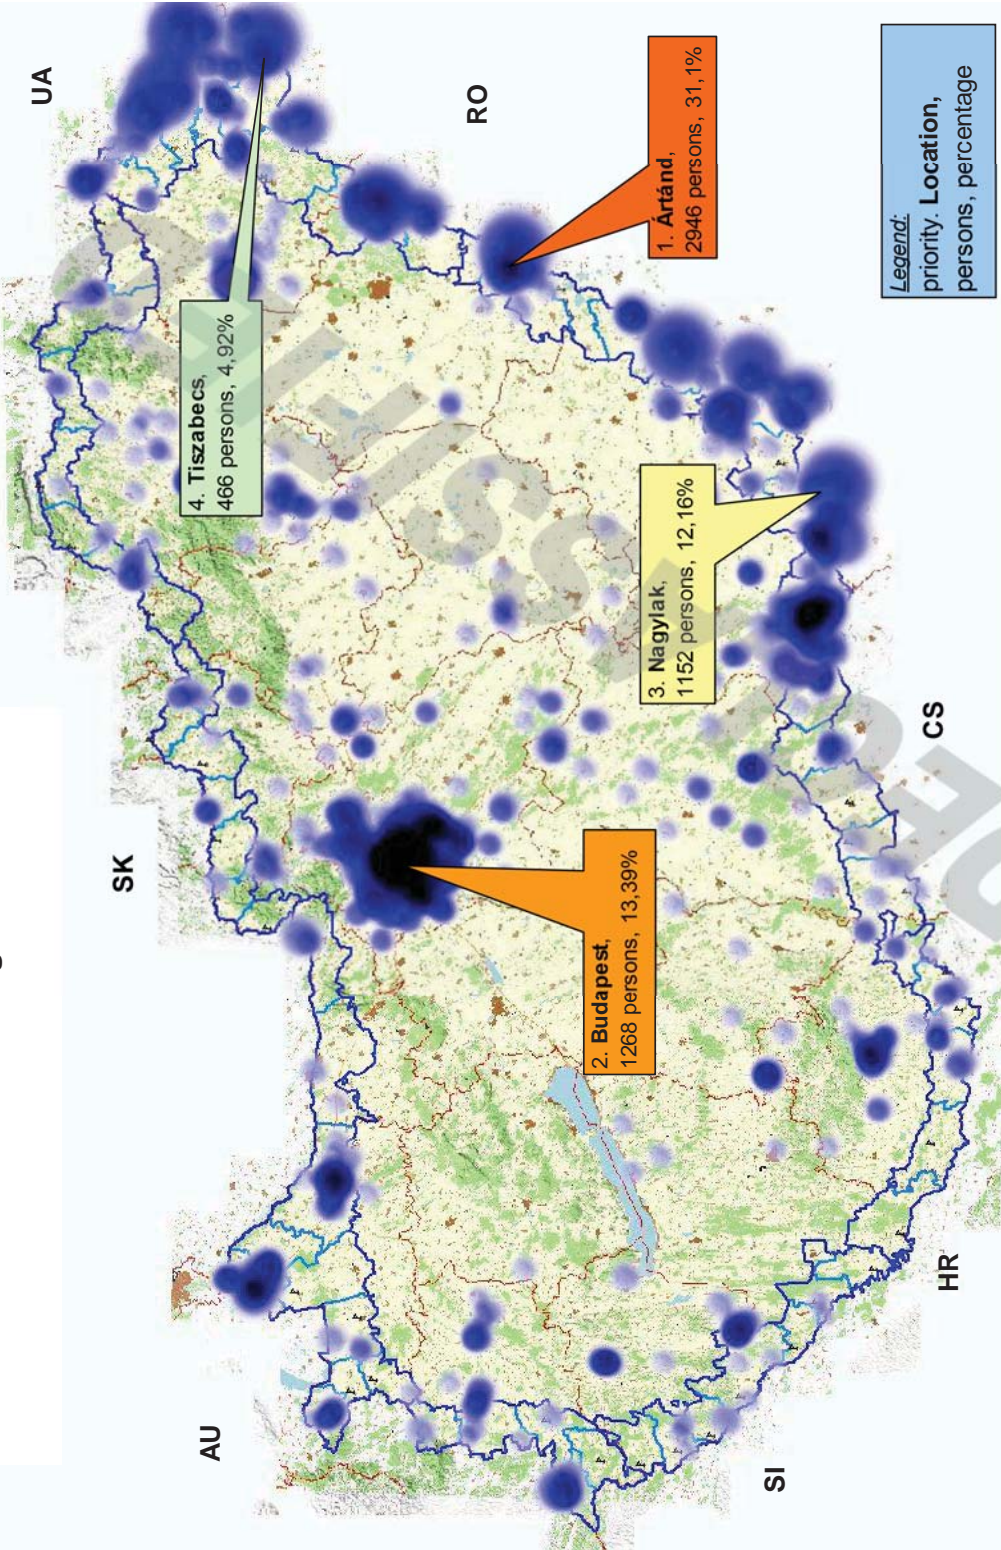 UA
SK
AU
RO
CS
HR
SI
4. Tiszabecs,
466 persons, 4,92%
1. Ártánd,
2946 persons, 31,1%
3. Nagylak,
1152 persons, 12,16%
2. Budapest,
1268 persons, 13,39%
Legend:
priority. Location,
persons, percentage